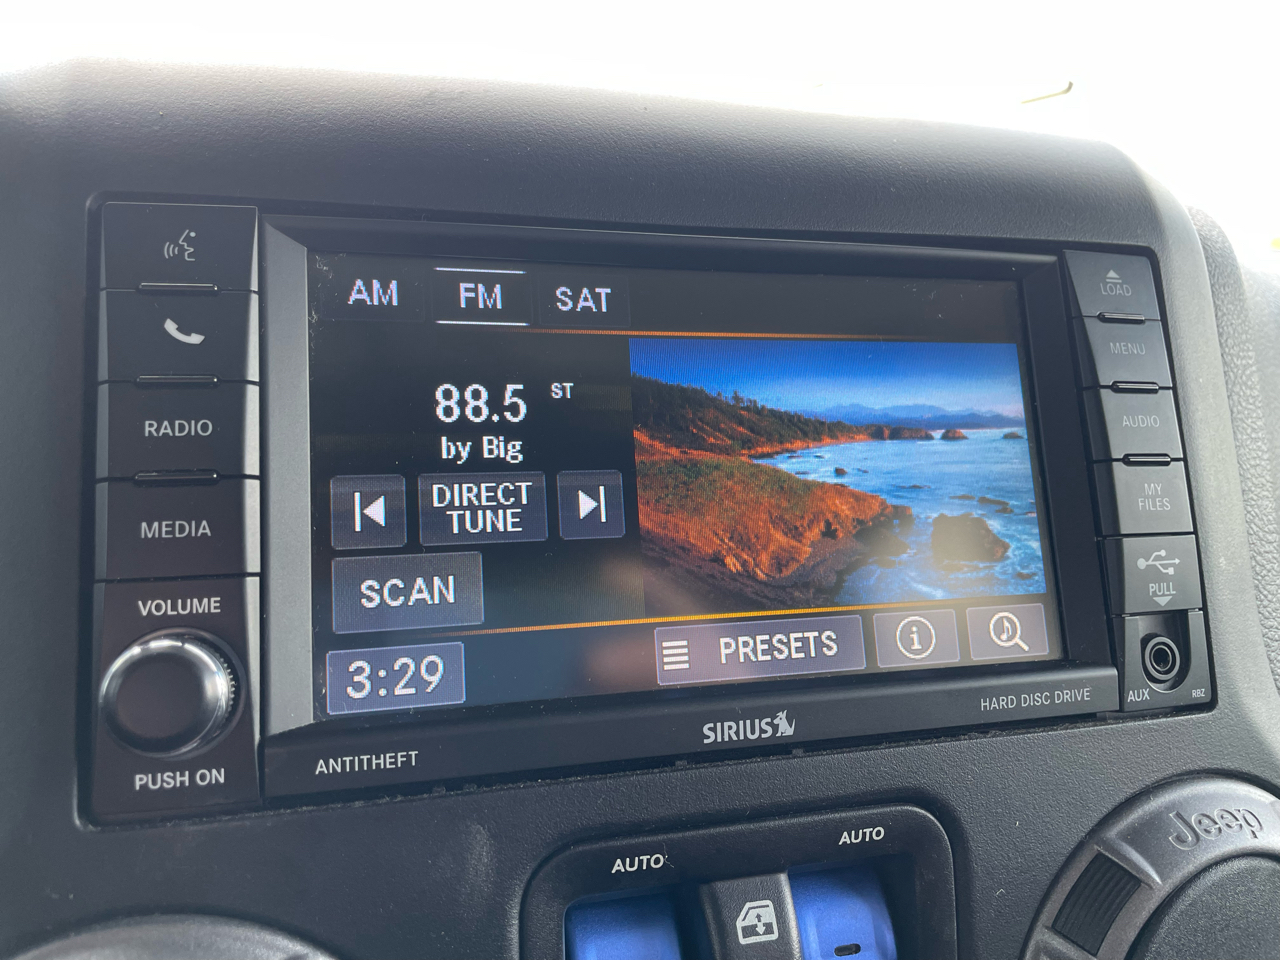 AM FM SAT
88.5 ST
by Big
DIRECT
TUNE
SCAN
3:29
PRESETS
RADIO
MEDIA
VOLUME
PUSH ON
ANTITHEFT
SIRIUS
HARD DISC DRIVE
LOAD
MENU
AUDIO
MY
FILES
PULL
AUX
RBZ
AUTO
AUTO
Jeep